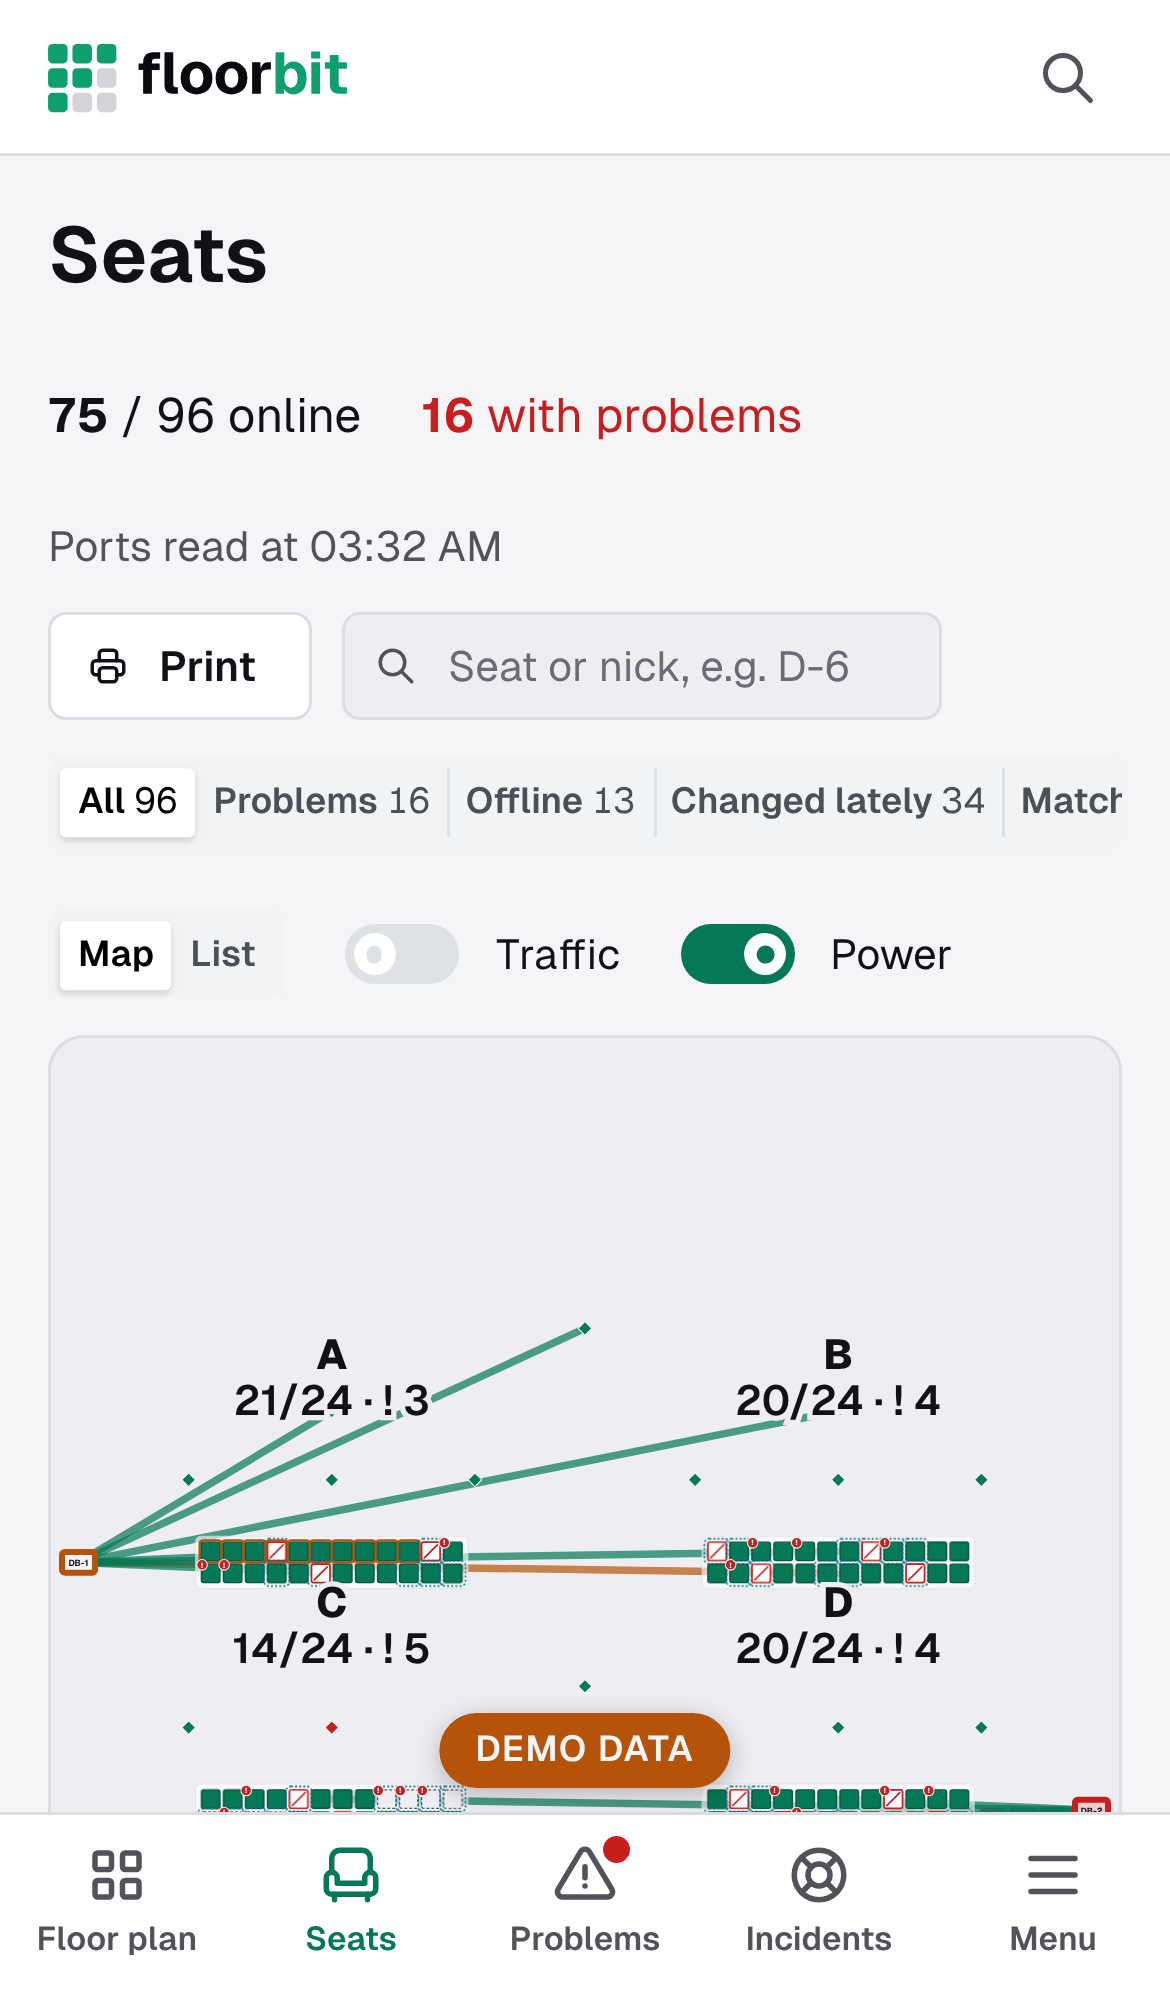 floorbit
Seats
75 / 96 online 16 with problems
Ports read at 03:32 AM
Print
Seat or nick, e.g. D-6
All 96 Problems 16 Offline 13 Changed lately 34 Match
Map List Traffic Power
A
21/24 · ! 3
B
20/24 · ! 4
DB-1
C
14/24 · ! 5
D
20/24 · ! 4
DEMO DATA
DB-2
Floor plan Seats Problems Incidents Menu